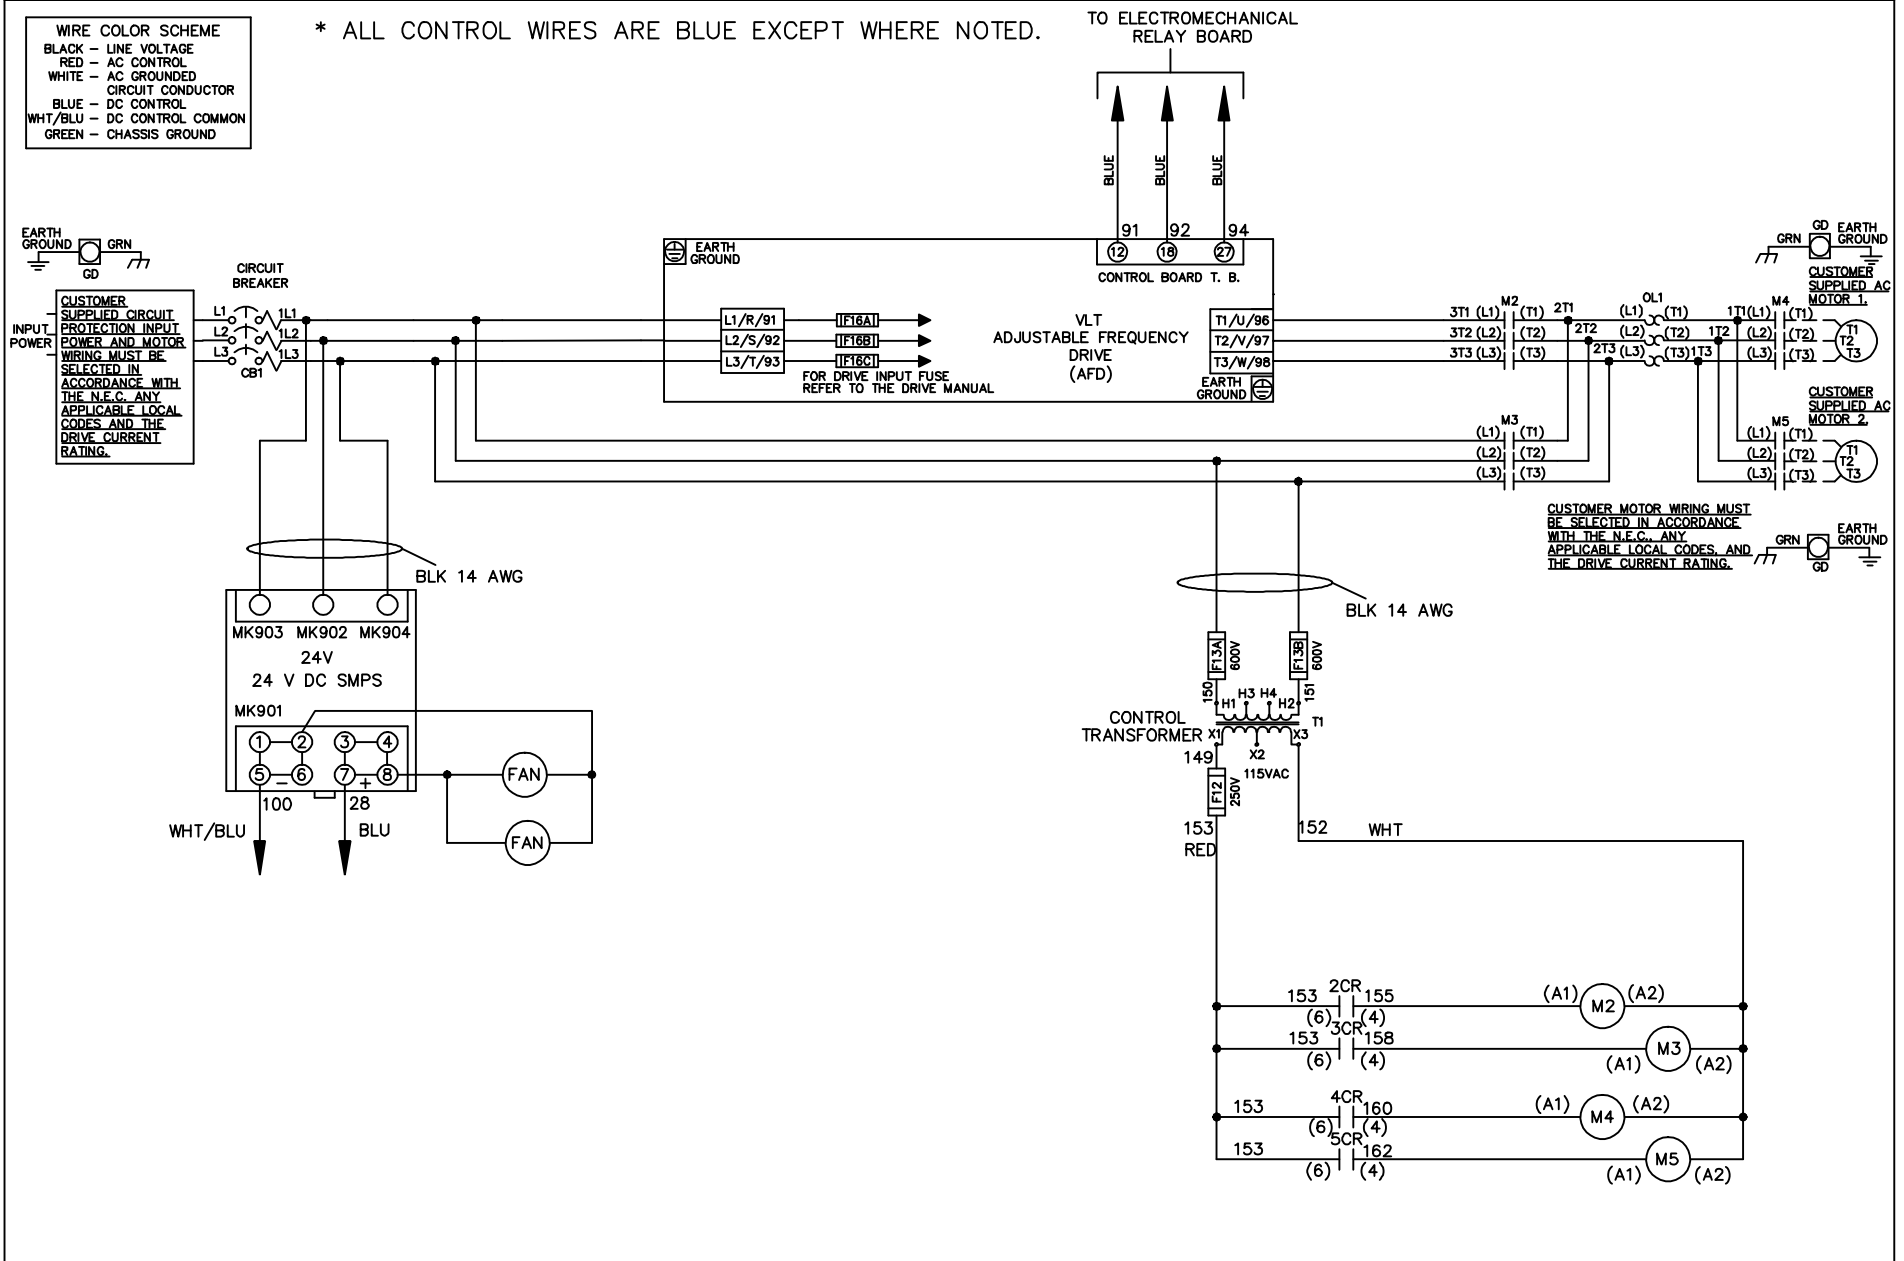 WIRE COLOR SCHEME
BLACK – LINE VOLTAGE
RED – AC CONTROL
WHITE – AC GROUNDED
CIRCUIT CONDUCTOR
BLUE – DC CONTROL
WHT/BLU – DC CONTROL COMMON
GREEN – CHASSIS GROUND
* ALL CONTROL WIRES ARE BLUE EXCEPT WHERE NOTED.
TO ELECTROMECHANICAL
RELAY BOARD
BLUE
BLUE
BLUE
91
92
94
12
18
27
CONTROL BOARD T. B.
EARTH
GROUND
GRN
GD
CIRCUIT
BREAKER
L1
L2
L3
1L1
1L2
1L3
CB1
INPUT
POWER
CUSTOMER
SUPPLIED CIRCUIT
PROTECTION INPUT
POWER AND MOTOR
WIRING MUST BE
SELECTED IN
ACCORDANCE WITH
THE N.E.C. ANY
APPLICABLE LOCAL
CODES AND THE
DRIVE CURRENT
RATING.
EARTH
GROUND
L1/R/91
L2/S/92
L3/T/93
IF16A
IF16B
IF16C
FOR DRIVE INPUT FUSE
REFER TO THE DRIVE MANUAL
VLT
ADJUSTABLE FREQUENCY
DRIVE
(AFD)
T1/U/96
T2/V/97
T3/W/98
EARTH
GROUND
M2
3T1 (L1) (T1) 2T1
3T2 (L2) (T2) 2T2
3T3 (L3) (T3) 2T3
OL1
(L1) (T1) 1T1
(L2) (T2) 1T2
(L3) (T3) 1T3
M4
(L1) (T1)
(L2) (T2)
(L3) (T3)
T1
T2
T3
GD
GRN
EARTH
GROUND
CUSTOMER
SUPPLIED AC
MOTOR 1.
M3
(L1) (T1)
(L2) (T2)
(L3) (T3)
M5
(L1) (T1)
(L2) (T2)
(L3) (T3)
T1
T2
T3
CUSTOMER
SUPPLIED AC
MOTOR 2.
CUSTOMER MOTOR WIRING MUST
BE SELECTED IN ACCORDANCE
WITH THE N.E.C., ANY
APPLICABLE LOCAL CODES, AND
THE DRIVE CURRENT RATING.
GRN
GD
EARTH
GROUND
BLK 14 AWG
MK903 MK902 MK904
24V
24 V DC SMPS
MK901
1
2
3
4
5
–
6
7
+
8
100
28
WHT/BLU
BLU
FAN
FAN
BLK 14 AWG
F13A
600V
F13B
600V
150
151
H1 H3 H4 H2
T1
CONTROL
TRANSFORMER
X1
X2
X3
149
115VAC
F12
250V
153
RED
152
WHT
153 2CR 155
(6) (4)
(A1) M2 (A2)
153 3CR 158
(6) (4)
(A1) M3 (A2)
153 4CR 160
(6) (4)
(A1) M4 (A2)
153 5CR 162
(6) (4)
(A1) M5 (A2)